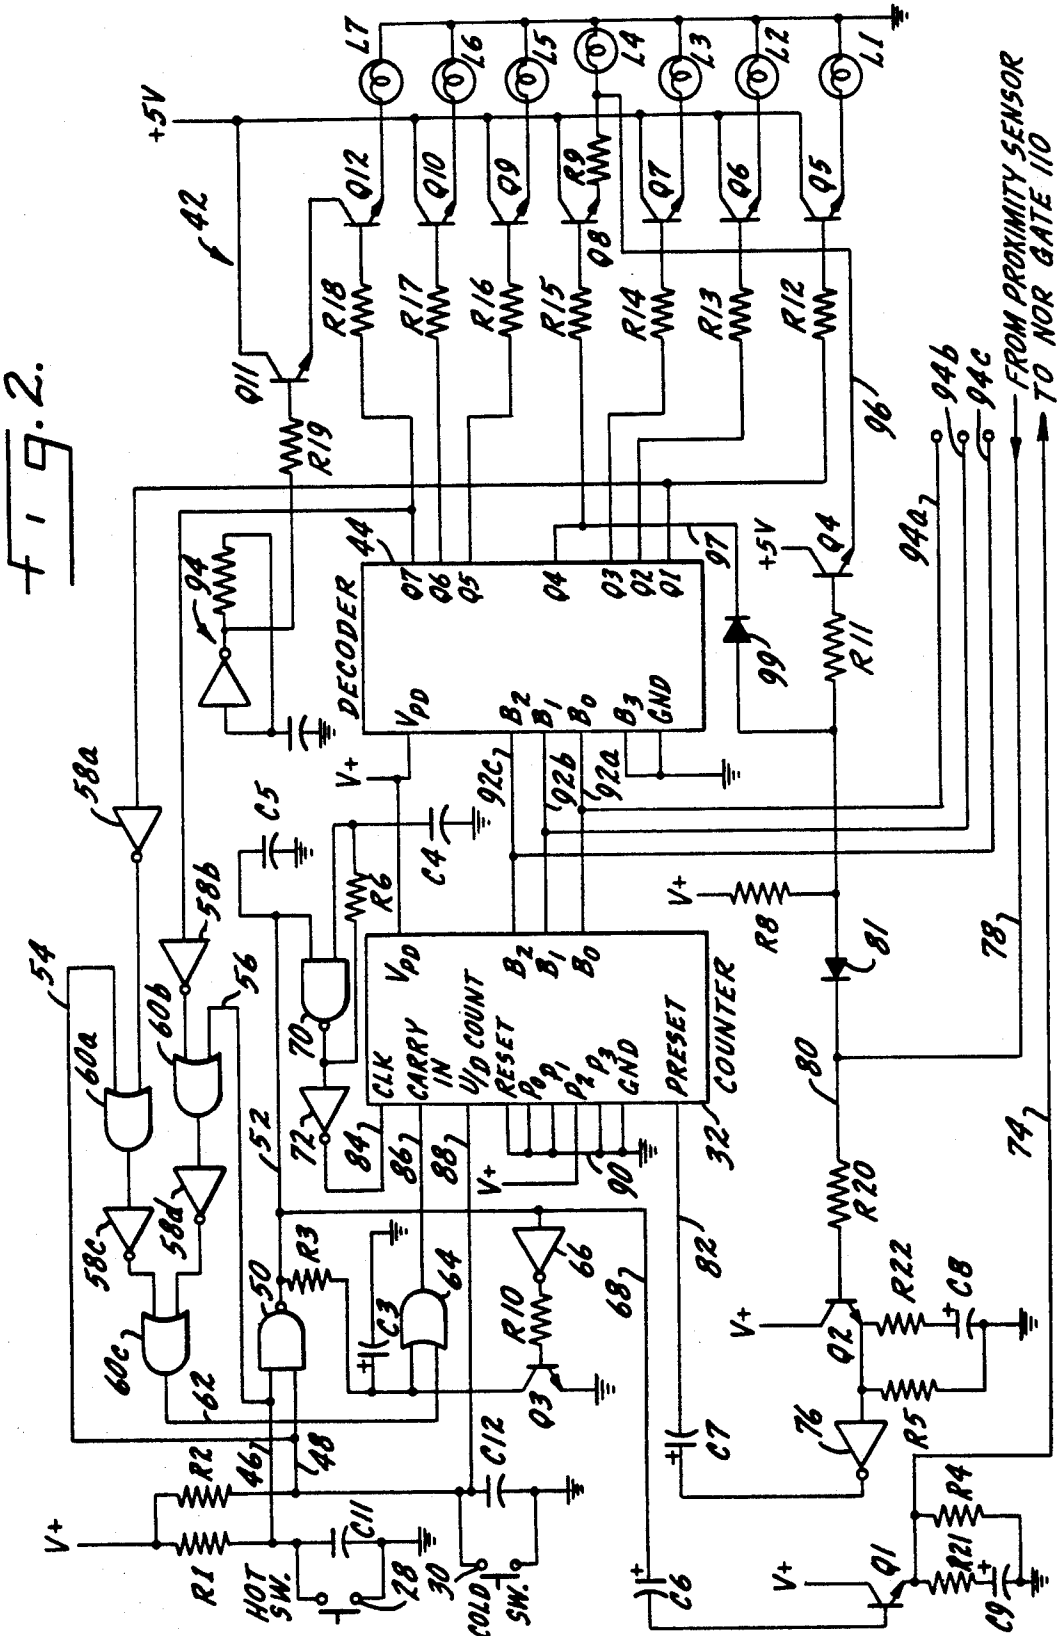 Fig. 2.
+5V
42
L7
L6
L5
L4
L3
L2
L1
Q12
Q10
Q9
R9
Q8
Q7
Q6
Q5
Q11
R19
R18
R17
R16
R15
R14
R13
R12
94
44
DECODER
VPD
Q7
Q6
Q5
Q4
Q3
Q2
Q1
B2
B1
B0
B3
GND
V+
92c
92b
92a
97
99
+5V
Q4
R11
96
94a
94b
94c
FROM PROXIMITY SENSOR
TO NOR GATE 110
58a
58b
C5
C4
R6
54
56
60a
60b
70
72
52
84
86
88
CLK
CARRY IN
U/D COUNT
RESET
P0
P1
P2
P3
GND
PRESET
VPD
B2
B1
B0
COUNTER
32
V+
90
V+
R8
81
80
78
74
58c
58d
60c
50
62
R3
C3
64
66
R10
Q3
68
82
R20
V+
Q2
R22
C8
R5
76
C7
V+
R2
R1
46
48
HOT
SW.
C11
28
C12
30
COLD
SW.
C6
V+
Q1
R4
R21
C9